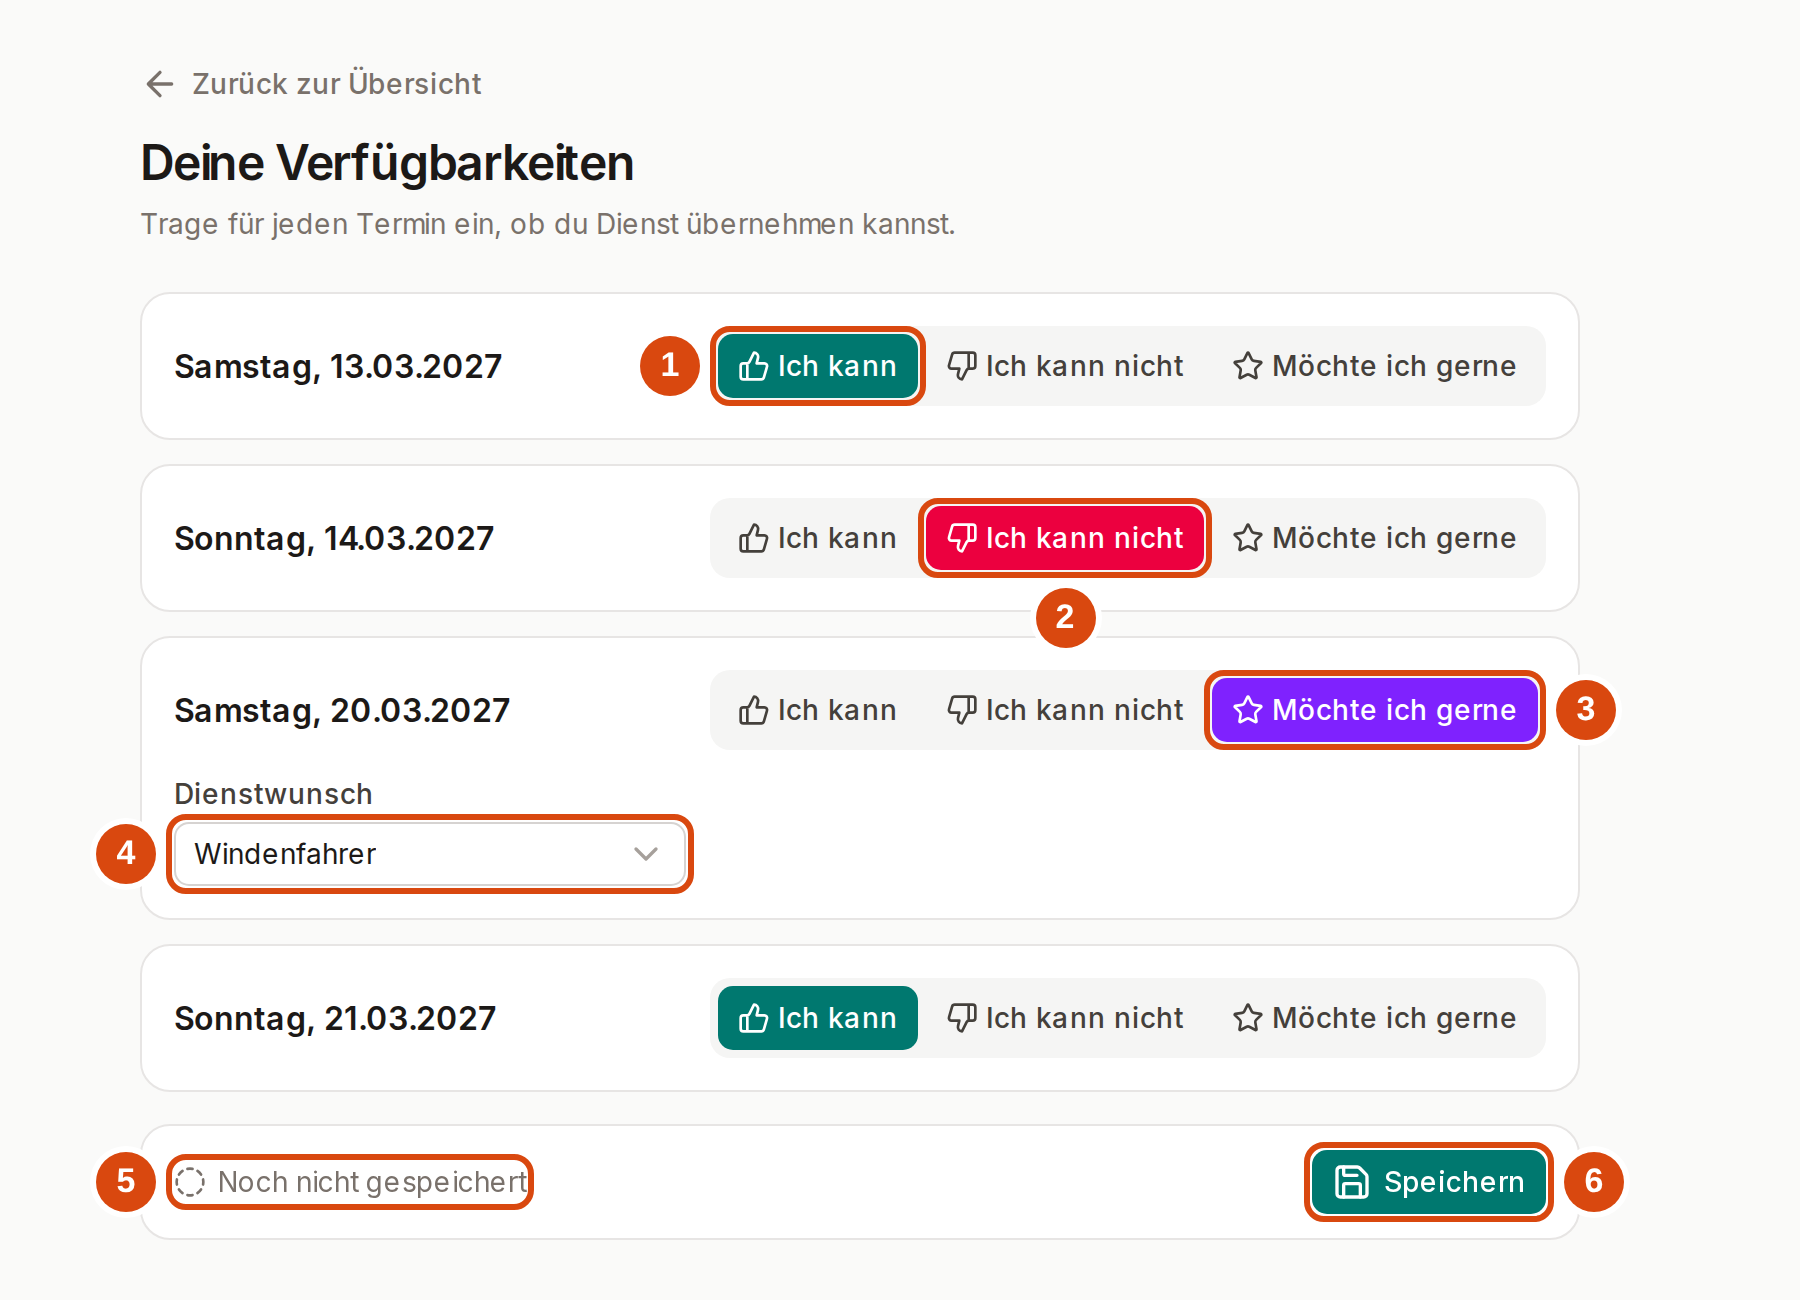 Zurück zur Übersicht
Deine Verfügbarkeiten
Trage für jeden Termin ein, ob du Dienst übernehmen kannst.
Samstag, 13.03.2027 1 Ich kann Ich kann nicht Möchte ich gerne
Sonntag, 14.03.2027 Ich kann Ich kann nicht Möchte ich gerne
2
Samstag, 20.03.2027 Ich kann Ich kann nicht Möchte ich gerne 3
Dienstwunsch
4 Windenfahrer
Sonntag, 21.03.2027 Ich kann Ich kann nicht Möchte ich gerne
5 Noch nicht gespeichert Speichern 6